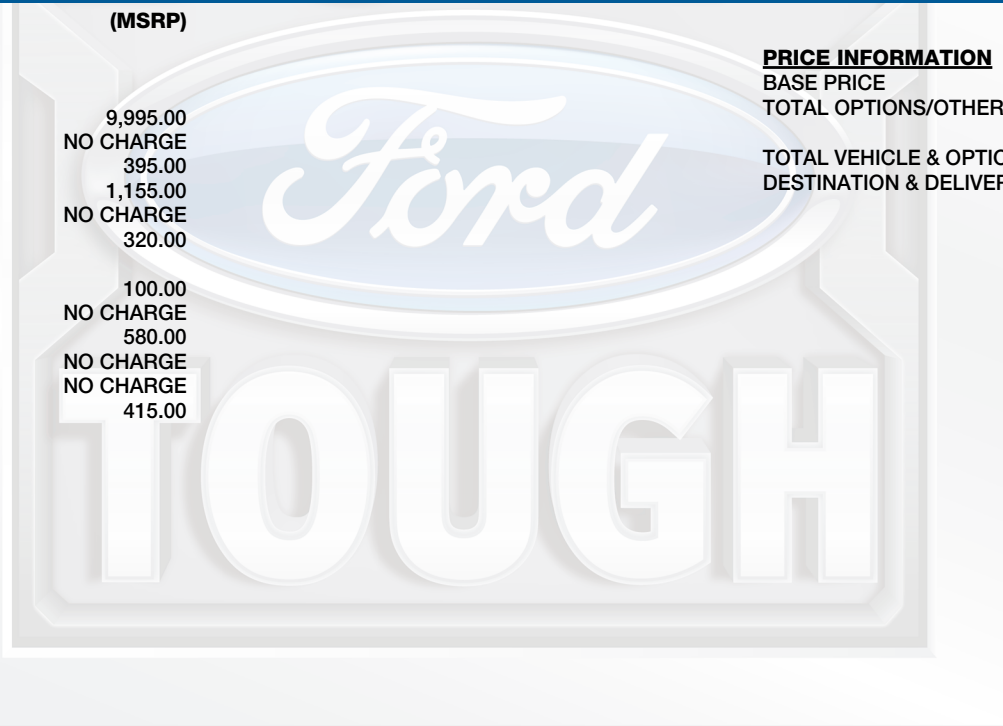 (MSRP)
9,995.00
NO CHARGE
395.00
1,155.00
NO CHARGE
320.00
100.00
NO CHARGE
580.00
NO CHARGE
NO CHARGE
415.00
PRICE INFORMATION
BASE PRICE
TOTAL OPTIONS/OTHER
TOTAL VEHICLE & OPTIO
DESTINATION & DELIVER
Ford
TOUGH